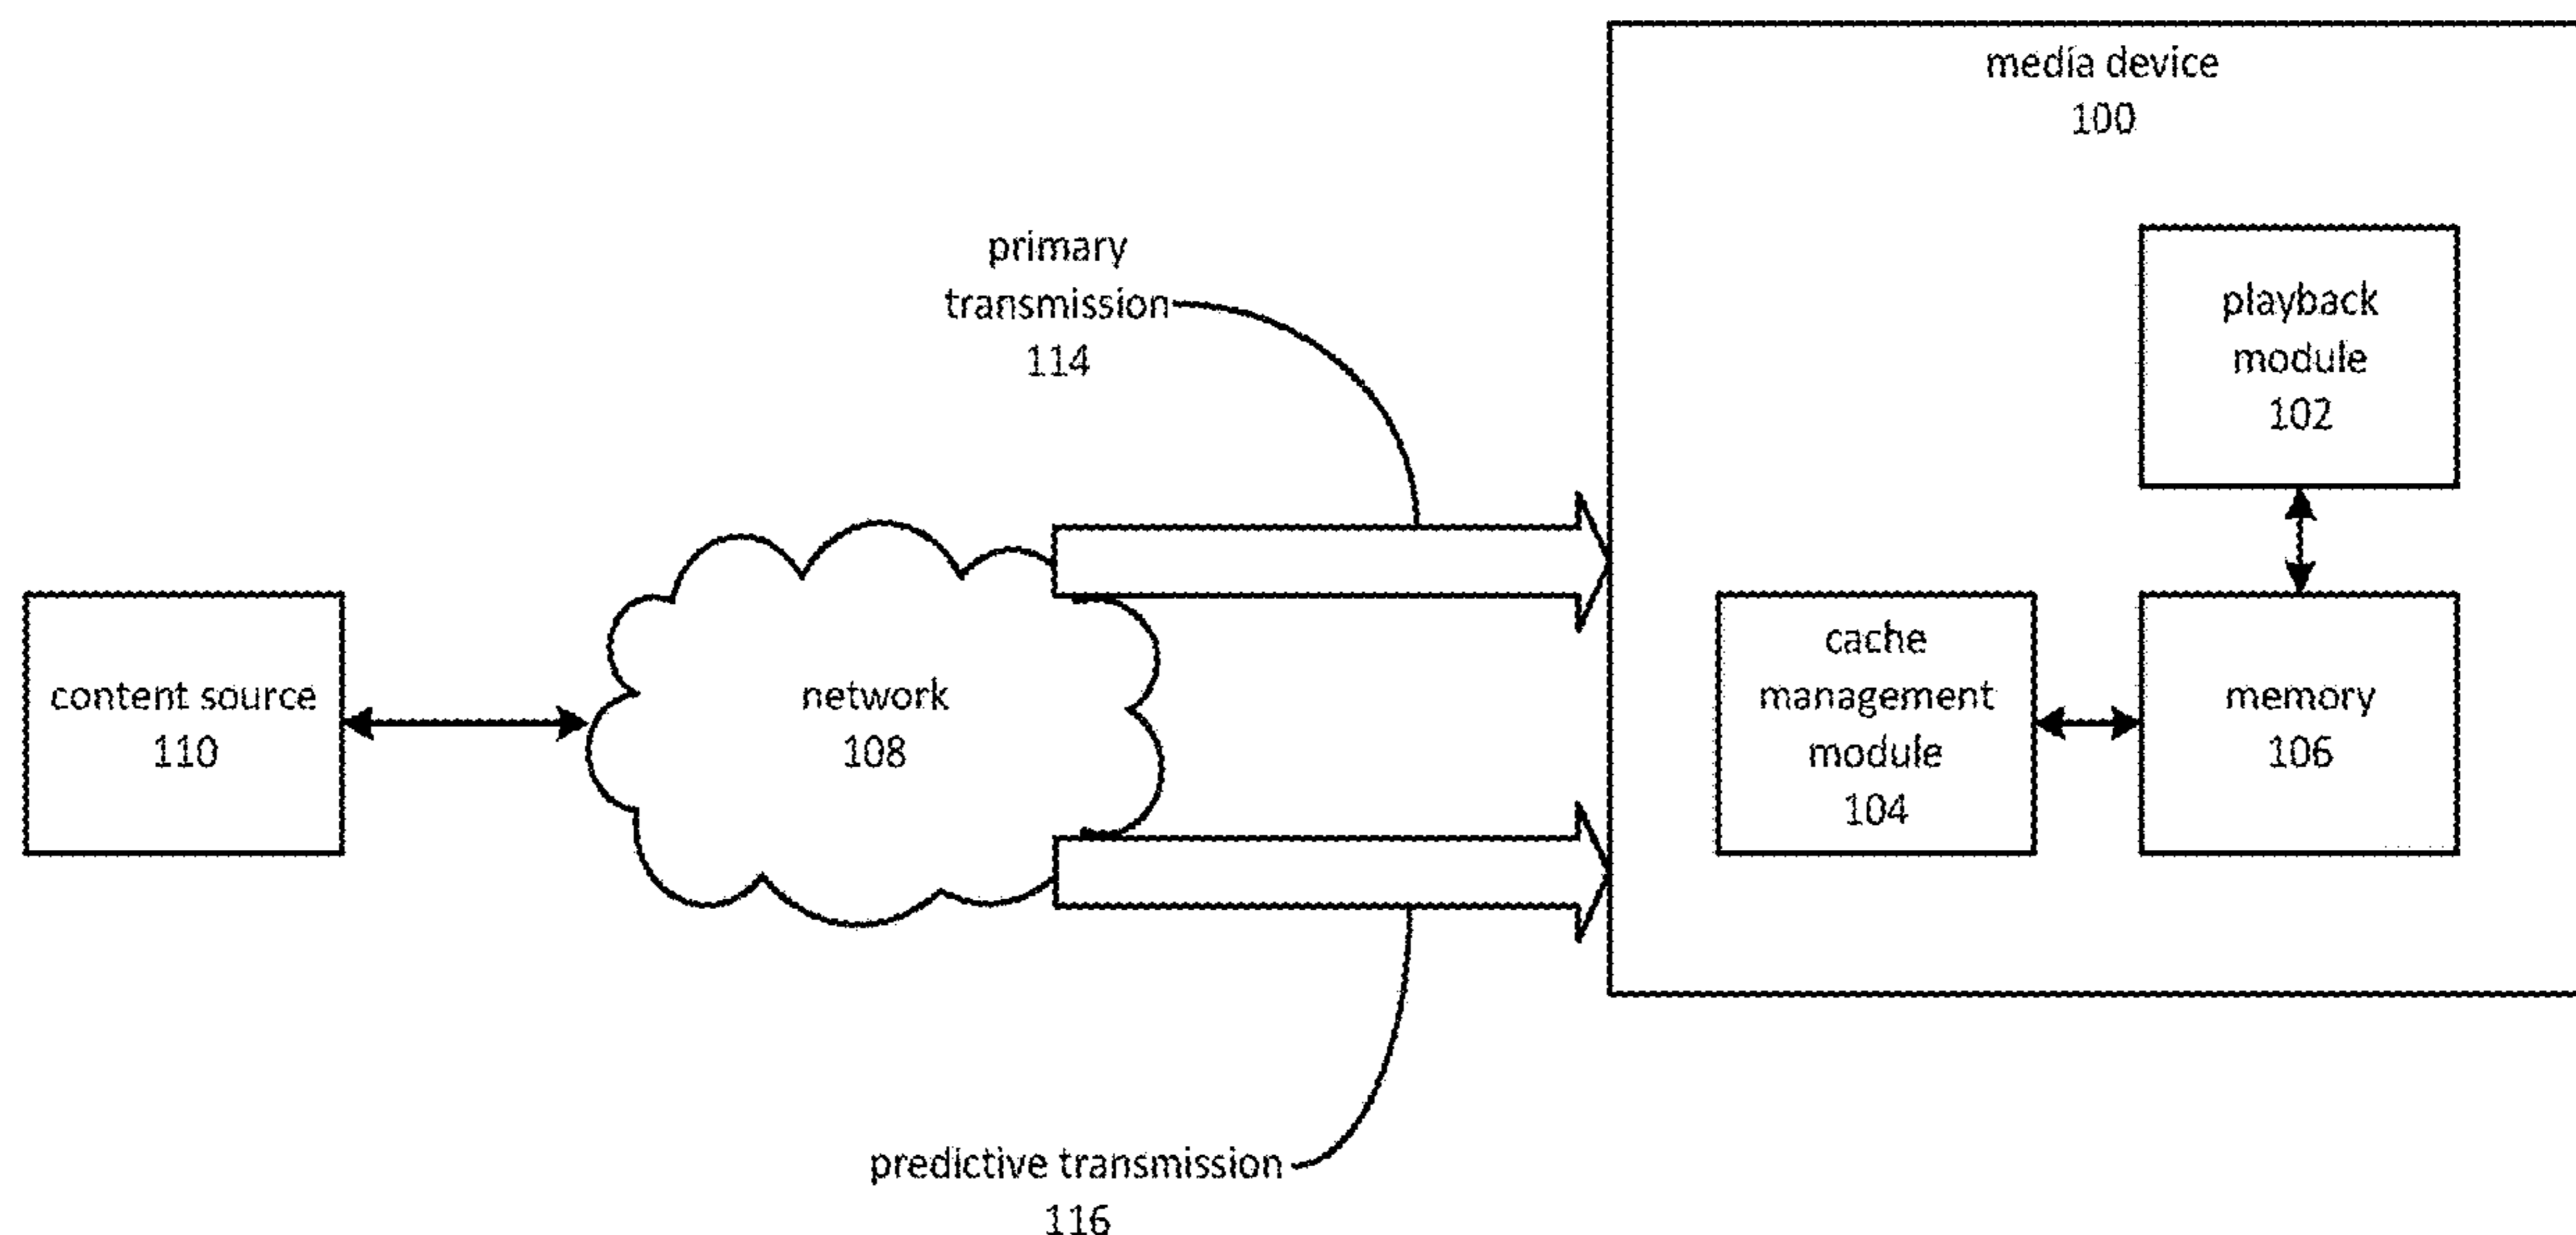 media device
100
primary
transmission
114
playback
module
102
content source
110
network
108
cache
management
module
104
memory
106
predictive transmission
116